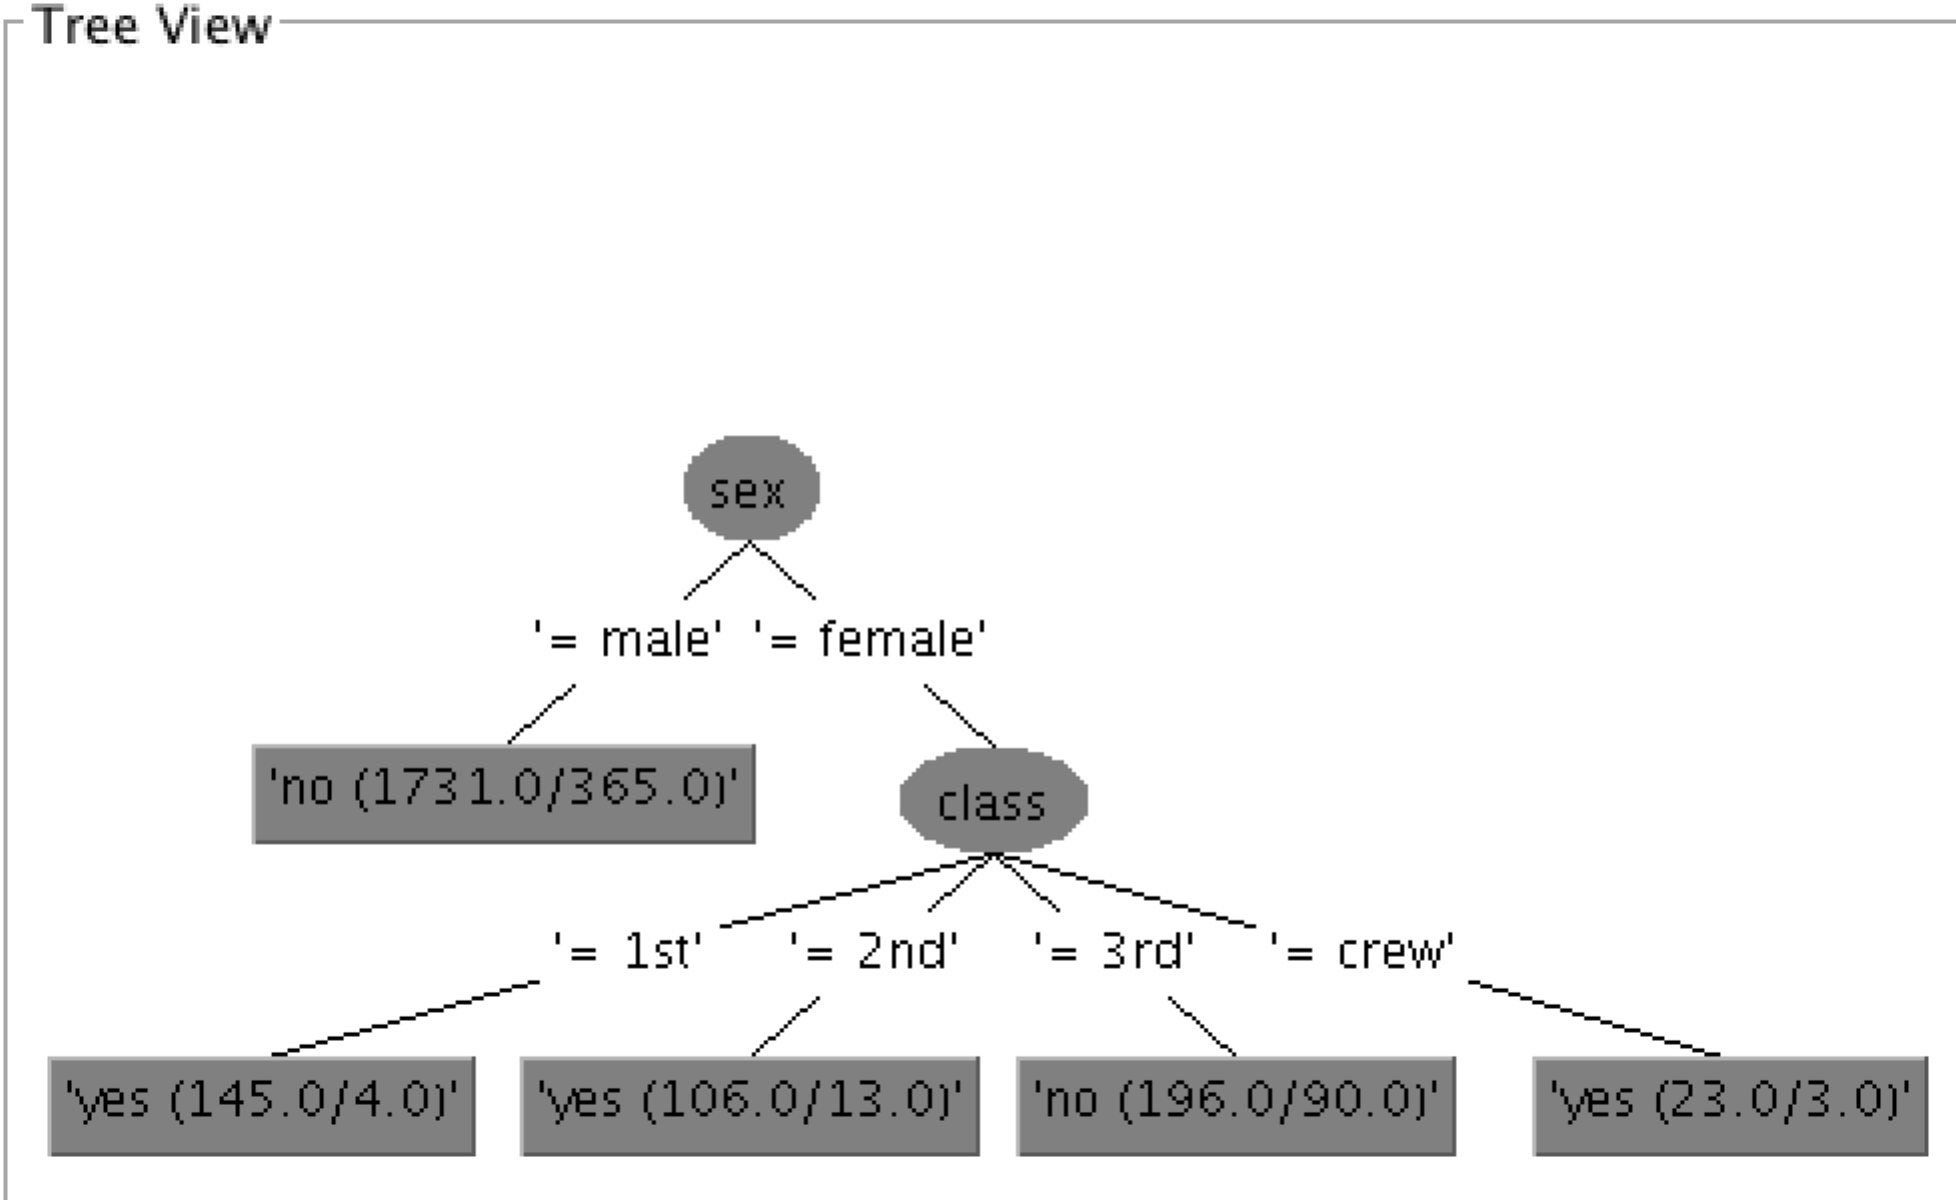 Tree View
sex
'= male' '= female'
'no (1731.0/365.0)'
class
'= 1st' '= 2nd' '= 3rd' '= crew'
'yes (145.0/4.0)' 'yes (106.0/13.0)' 'no (196.0/90.0)' 'yes (23.0/3.0)'